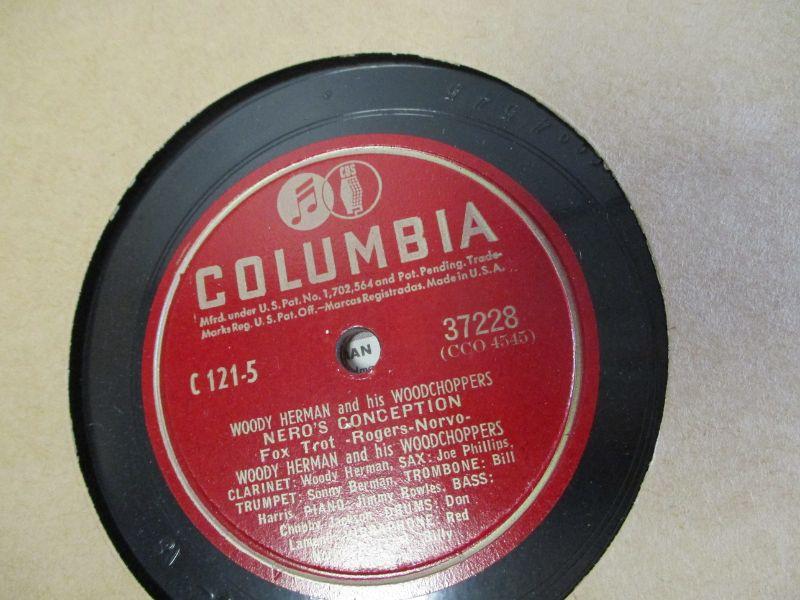 CBS
COLUMBIA
Mfrd. under U.S. Pat. No. 1,702,564 and Pot. Pending. Trade-
Marks Reg. U.S. Pat. Off.—Marcas Registradas. Made in U.S.A.
37228
(CCO 4545)
C 121-5
WOODY HERMAN and his WOODCHOPPERS
NERO'S CONCEPTION
Fox Trot -Rogers-Norvo-
WOODY HERMAN and his WOODCHOPPERS
CLARINET: Woody Herman, SAX: Joe Phillips,
TRUMPET: Sonny Berman, TROMBONE: Bill
Harris, PIANO: Jimmy Rowles, BASS:
Chubby Jackson, DRUMS: Don
Red
Billy